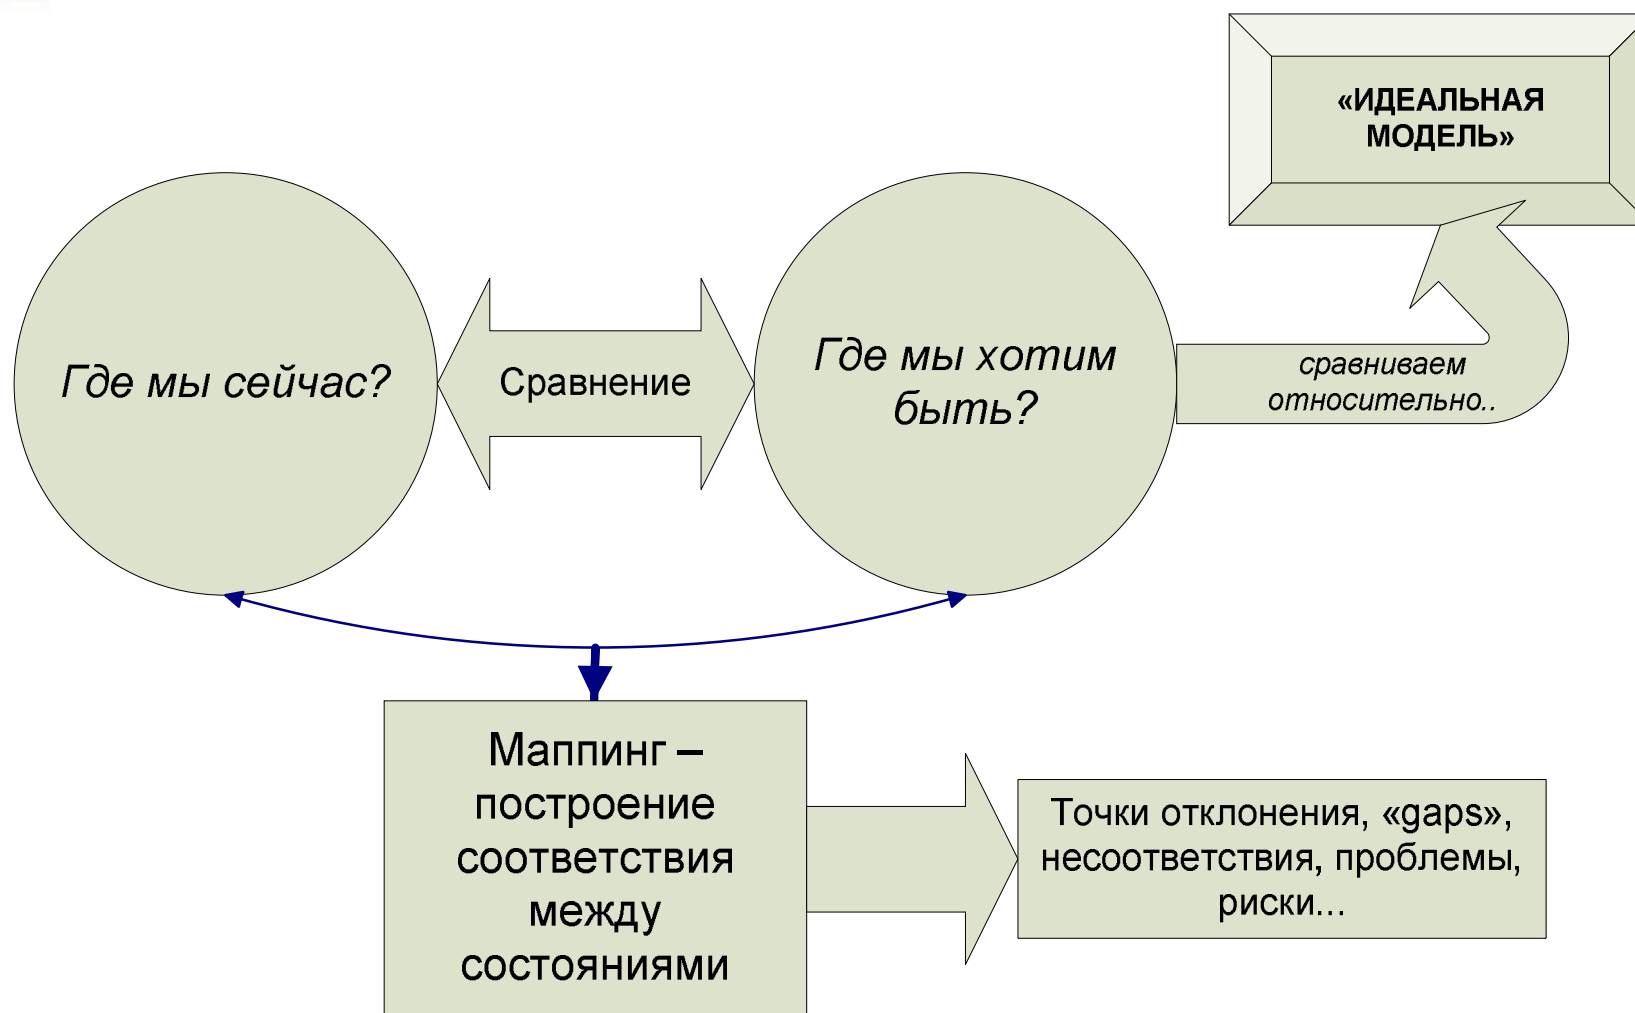 «ИДЕАЛЬНАЯ
МОДЕЛЬ»
Где мы сейчас?
Сравнение
Где мы хотим
быть?
сравниваем
относительно..
Маппинг –
построение
соответствия
между
состояниями
Точки отклонения, «gaps»,
несоответствия, проблемы,
риски...